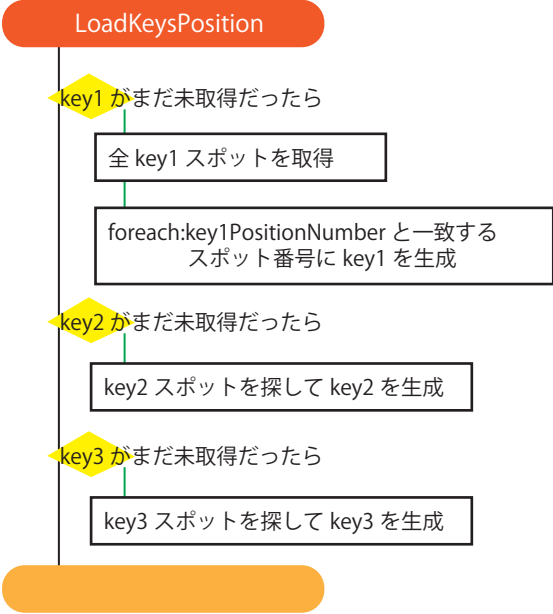 LoadKeysPosition
key1 がまだ未取得だったら
全 key1 スポットを取得
foreach:key1PositionNumber と一致する
スポット番号に key1 を生成
key2 がまだ未取得だったら
key2 スポットを探して key2 を生成
key3 がまだ未取得だったら
key3 スポットを探して key3 を生成